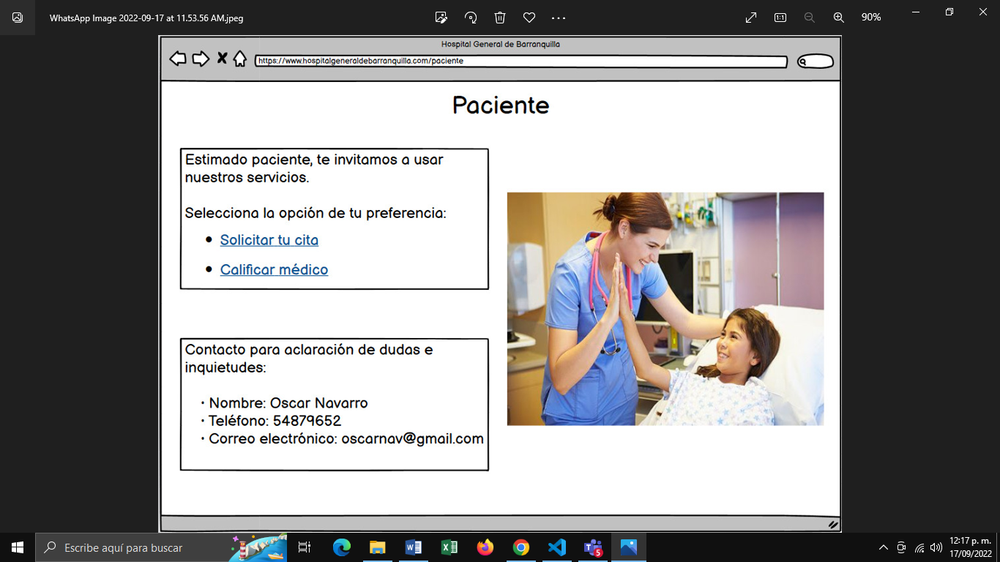 WhatsApp Image 2022-09-17 at 11.53.56 AM.jpeg
1:1
90%
Hospital General de Barranquilla
https://www.hospitalgeneraldebarranquilla.com/paciente
Paciente
Estimado paciente, te invitamos a usar
nuestros servicios.
Selecciona la opción de tu preferencia:
• Solicitar tu cita
• Calificar médico
Contacto para aclaración de dudas e
inquietudes:
• Nombre: Oscar Navarro
• Teléfono: 54879652
• Correo electrónico: oscarnav@gmail.com
Escribe aquí para buscar
5
12:17 p. m.
17/09/2022